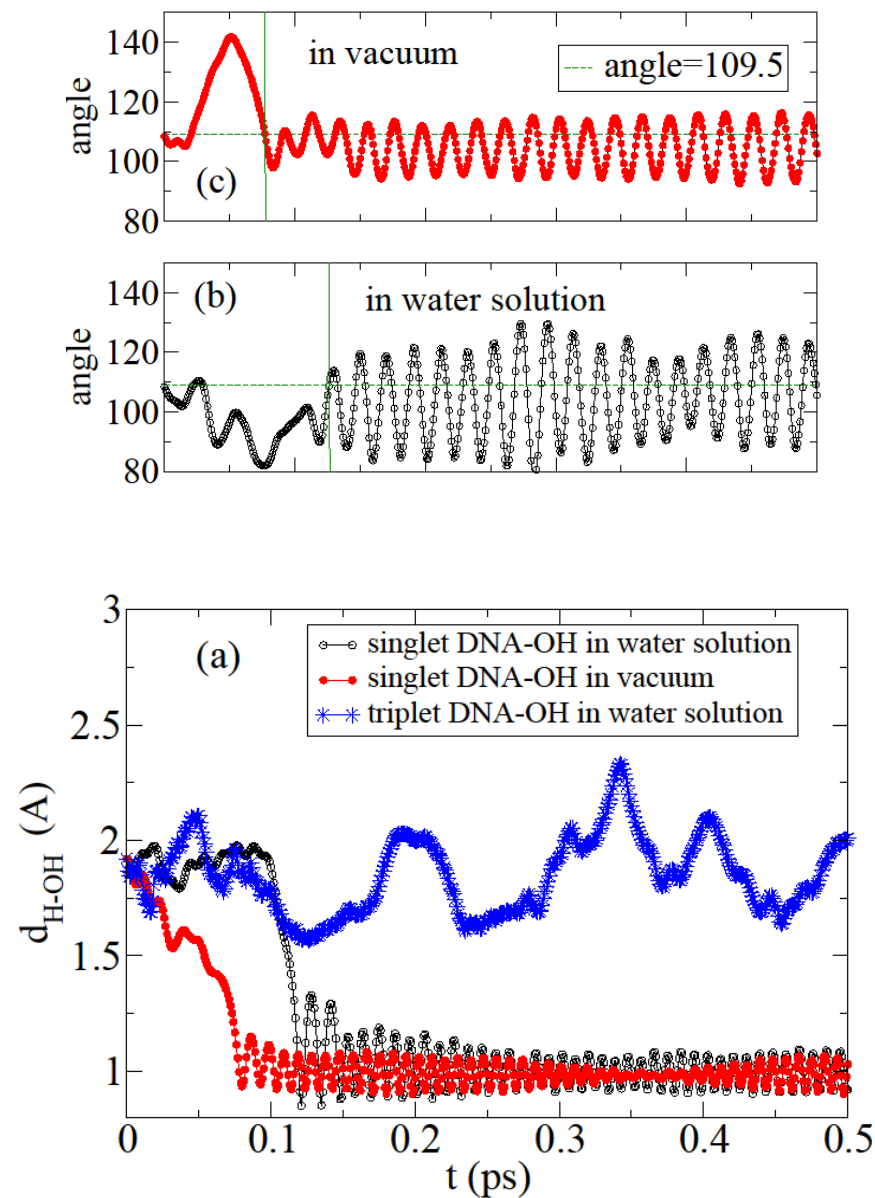 140
120
100
80
angle
in vacuum
angle=109.5
(c)
140
120
100
80
angle
(b)
in water solution
3
2.5
2
1.5
1
d_{H-OH} (A)
(a)
singlet DNA-OH in water solution
singlet DNA-OH in vacuum
triplet DNA-OH in water solution
0 0.1 0.2 0.3 0.4 0.5
t (ps)